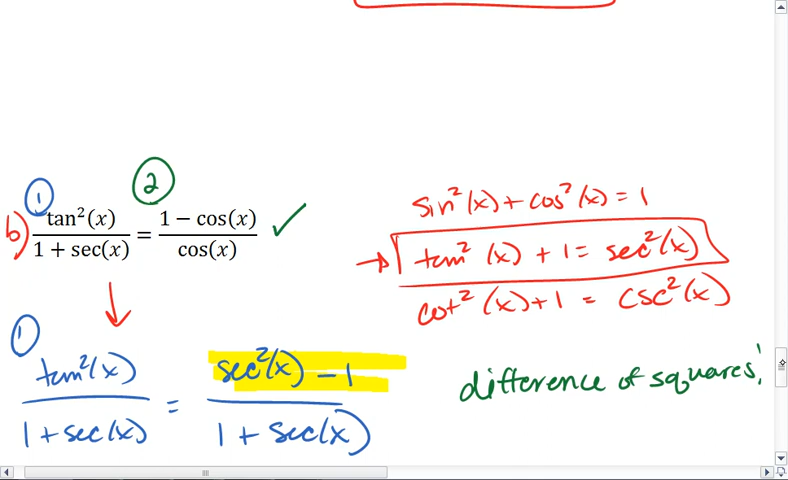 ① ②
b) tan²(x) / 1 + sec(x) = 1 − cos(x) / cos(x) ✓
sin²(x) + cos²(x) = 1
→ tan²(x) + 1 = sec²(x)
cot²(x) + 1 = csc²(x)
①
tan²(x) / 1 + sec(x) = sec²(x) − 1 / 1 + sec(x)
difference of squares!